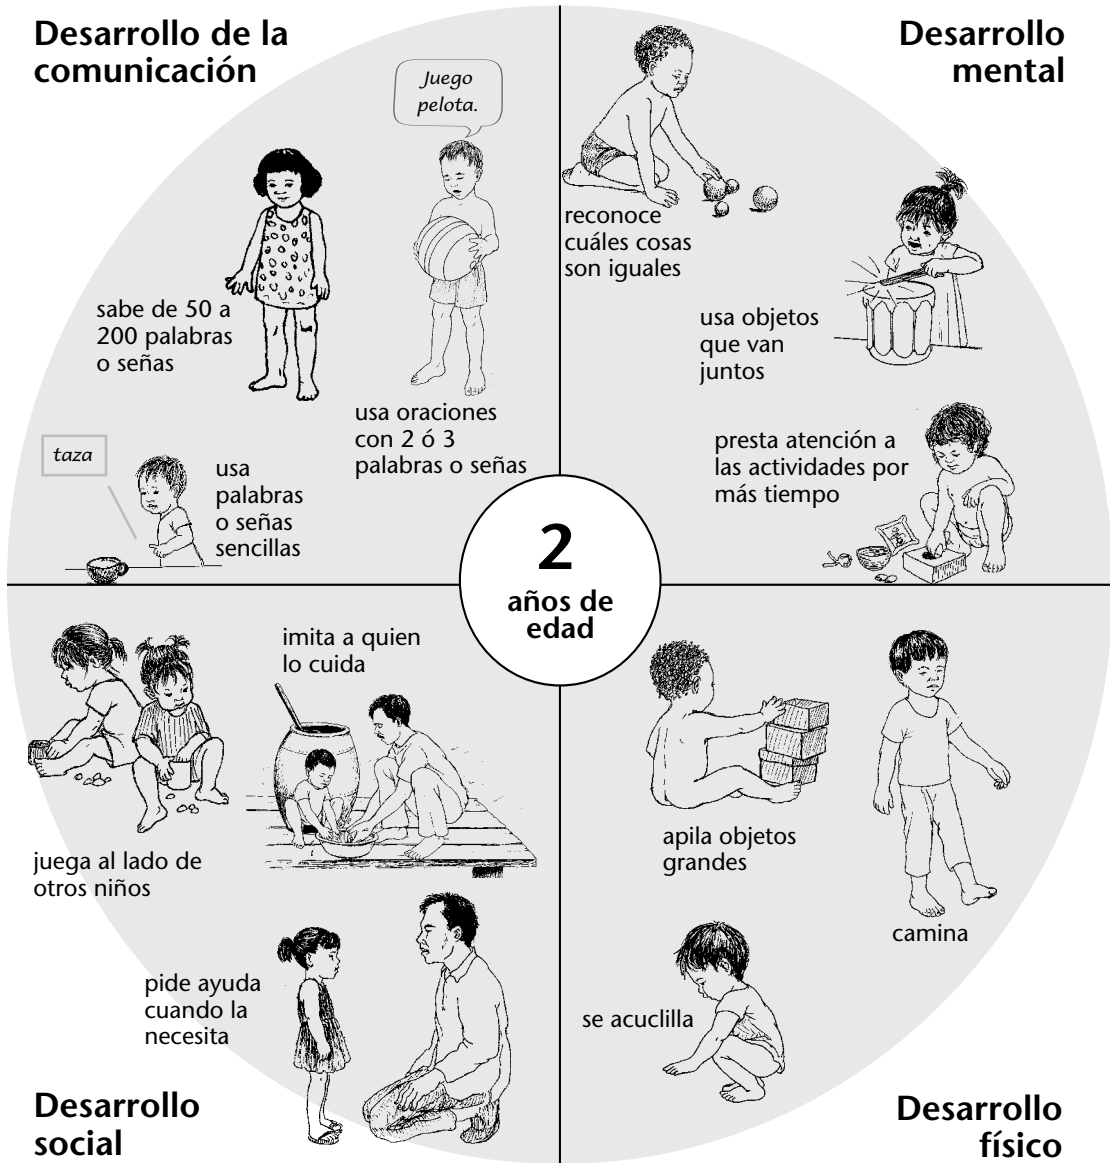 Desarrollo de la
comunicación
Juego
pelota.
sabe de 50 a
200 palabras
o señas
usa oraciones
con 2 ó 3
palabras o señas
taza
usa
palabras
o señas
sencillas
Desarrollo
mental
reconoce
cuáles cosas
son iguales
usa objetos
que van
juntos
presta atención a
las actividades por
más tiempo
2
años de
edad
imita a quien
lo cuida
juega al lado de
otros niños
pide ayuda
cuando la
necesita
Desarrollo
social
apila objetos
grandes
camina
se acuclilla
Desarrollo
físico